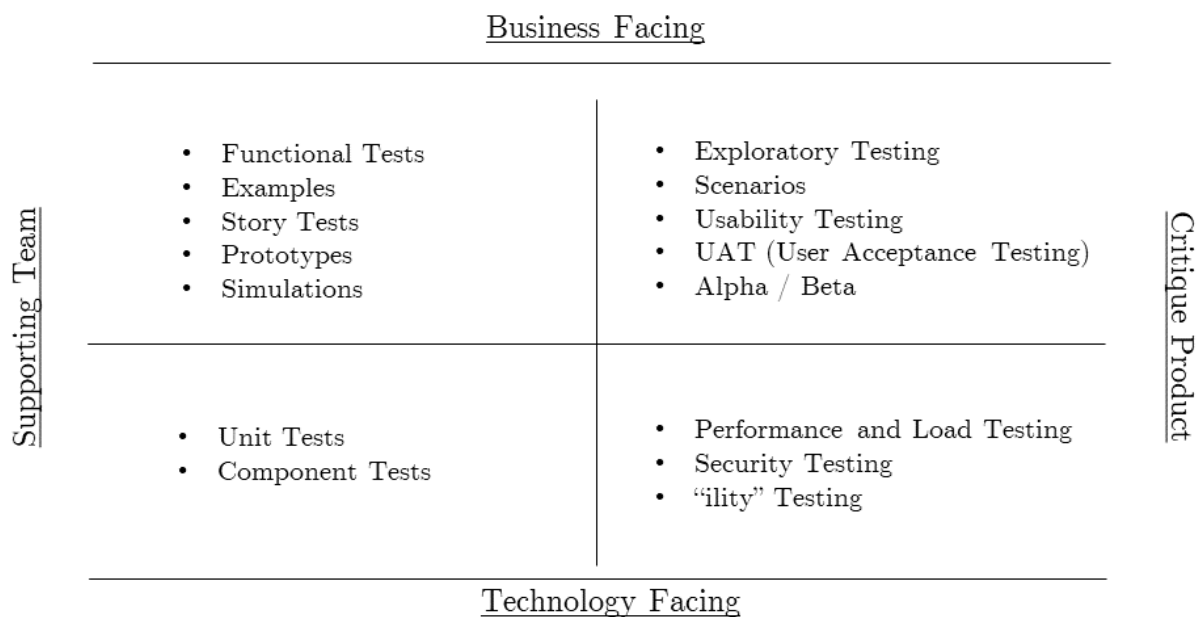 Business Facing
• Functional Tests
• Examples
• Story Tests
• Prototypes
• Simulations
• Exploratory Testing
• Scenarios
• Usability Testing
• UAT (User Acceptance Testing)
• Alpha / Beta
Supporting Team
Critique Product
• Unit Tests
• Component Tests
• Performance and Load Testing
• Security Testing
• “ility” Testing
Technology Facing